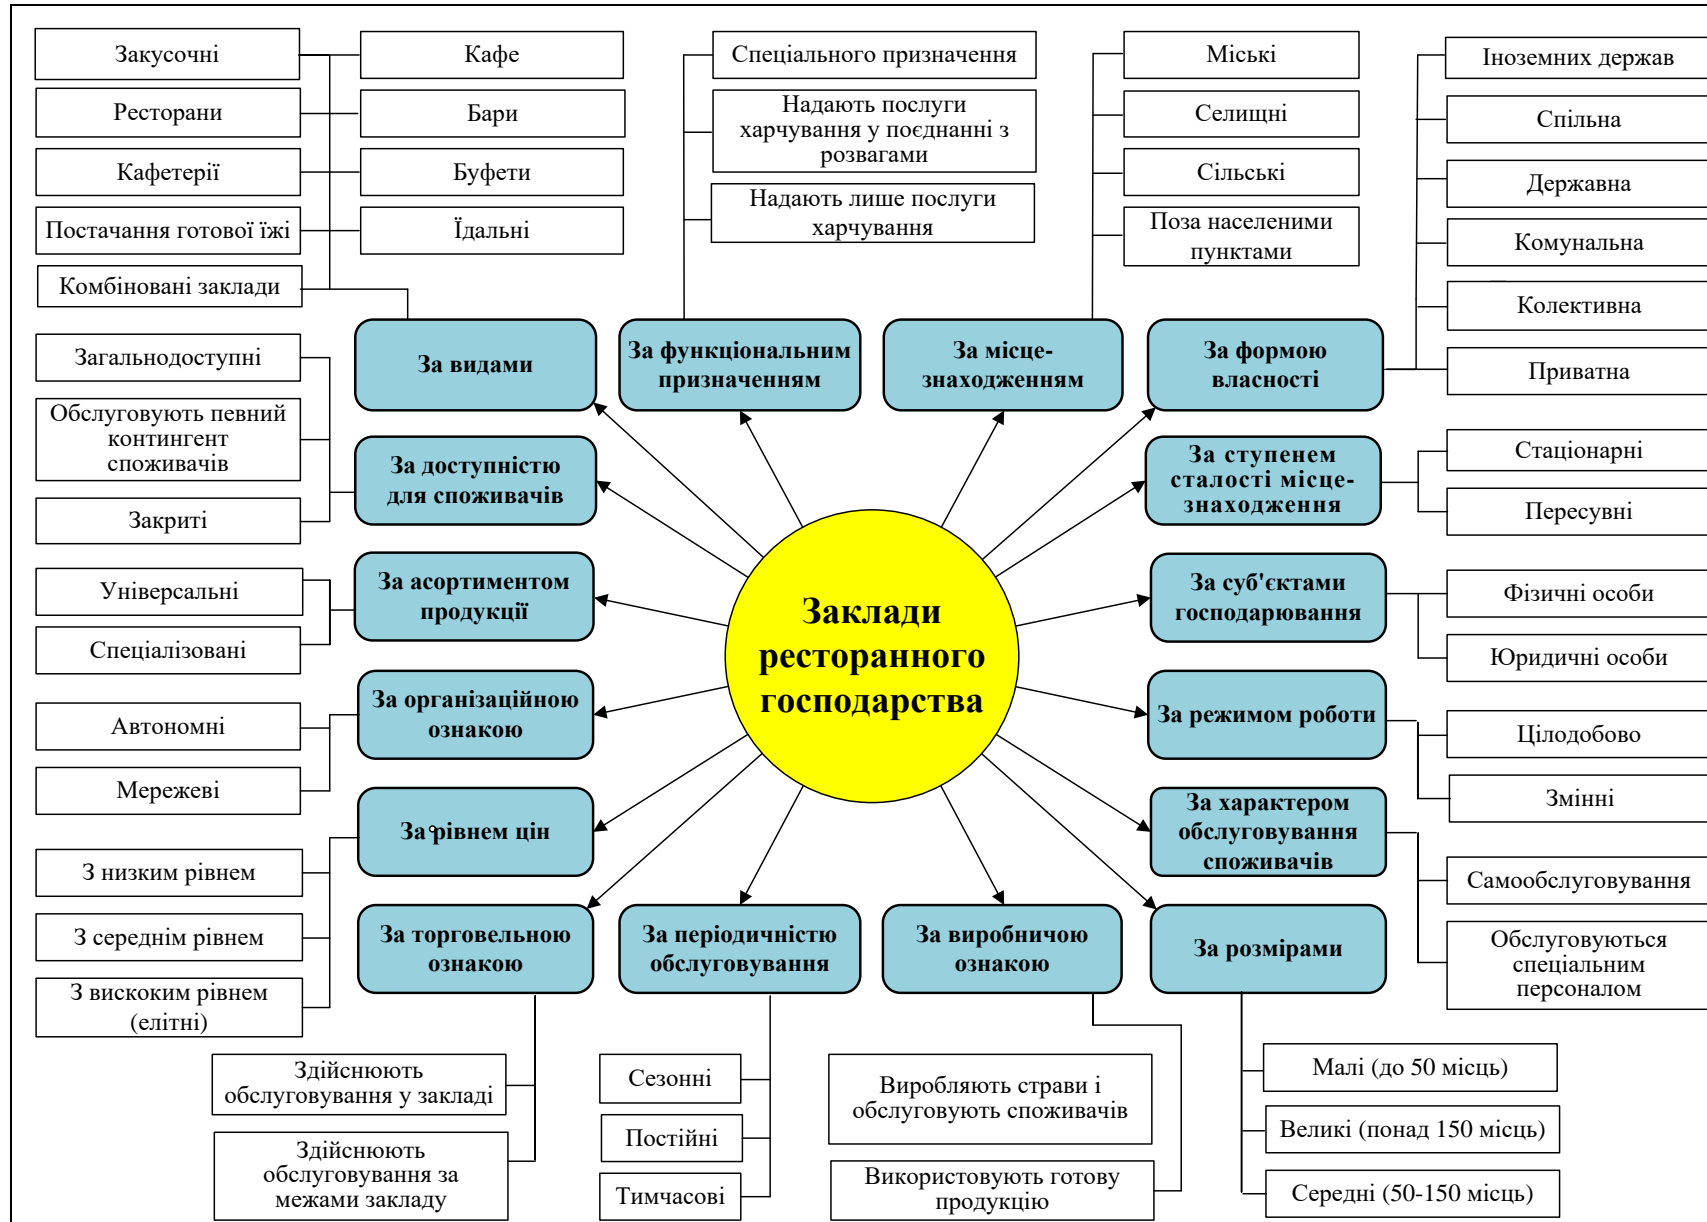 Закусочні
Кафе
Ресторани
Бари
Кафетерії
Буфети
Постачання готової їжі
Їдальні
Комбіновані заклади
Спеціального призначення
Надають послуги
харчування у поєднанні з
розвагами
Надають лише послуги
харчування
Міські
Селищні
Сільські
Поза населеними
пунктами
Іноземних держав
Спільна
Державна
Комунальна
Колективна
Приватна
За видами
За функціональним
призначенням
За місце-
знаходженням
За формою
власності
Загальнодоступні
Обслуговують певний
контингент
споживачів
Закриті
За доступністю
для споживачів
За ступенем
сталості місце-
знаходження
Стаціонарні
Пересувні
Універсальні
Спеціалізовані
За асортиментом
продукції
Заклади
ресторанного
господарства
За суб'єктами
господарювання
Фізичні особи
Юридичні особи
Автономні
Мережеві
За організаційною
ознакою
За режимом роботи
Цілодобово
Змінні
За рівнем цін
З низким рівнем
З середнім рівнем
З вискоким рівнем
(елітні)
За характером
обслуговування
споживачів
Самообслуговування
Обслуговуються
спеціальним
персоналом
За торговельною
ознакою
За періодичністю
обслуговування
За виробничою
ознакою
За розмірами
Здійснюють
обслуговування у закладі
Здійснюють
обслуговування за
межами закладу
Сезонні
Постійні
Тимчасові
Виробляють страви і
обслуговують споживачів
Використовують готову
продукцію
Малі (до 50 місць)
Великі (понад 150 місць)
Середні (50-150 місць)